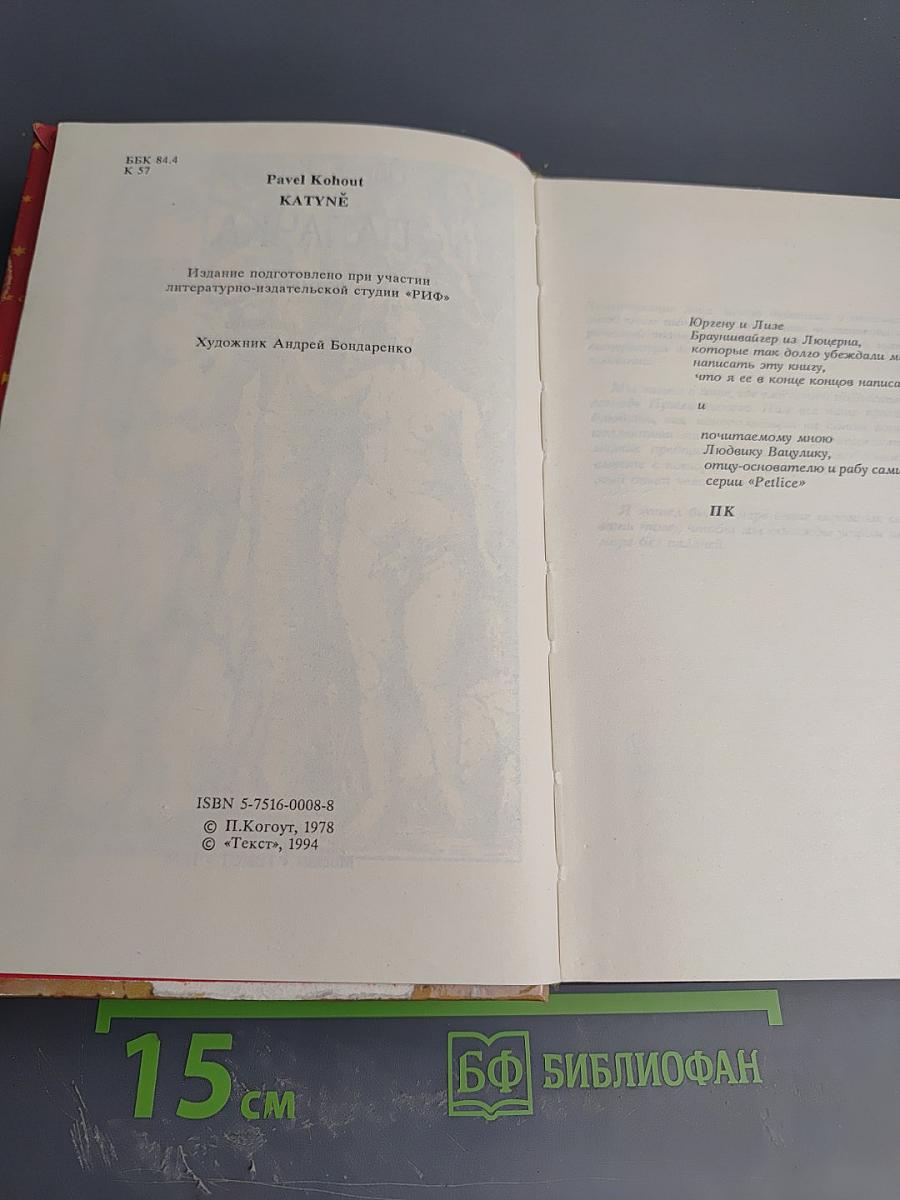 ББК 84.4
К 57
Pavel Kohout
KATYNĚ
Издание подготовлено при участии
литературно-издательской студии «РИФ»
Художник Андрей Бондаренко
ISBN 5-7516-0008-8
© П.Когоут, 1978
© «Текст», 1994
Юргену и Лизе
Брауншвайгер из Люцерна,
которые так долго убеждали
написать эту книгу,
что я ее в конце концов
и
почитаемому мною
Людвику Вацулику,
отцу-основателю и рабу
серии «Petlice»
ПК
15 см
БФ БИБЛИОФАН